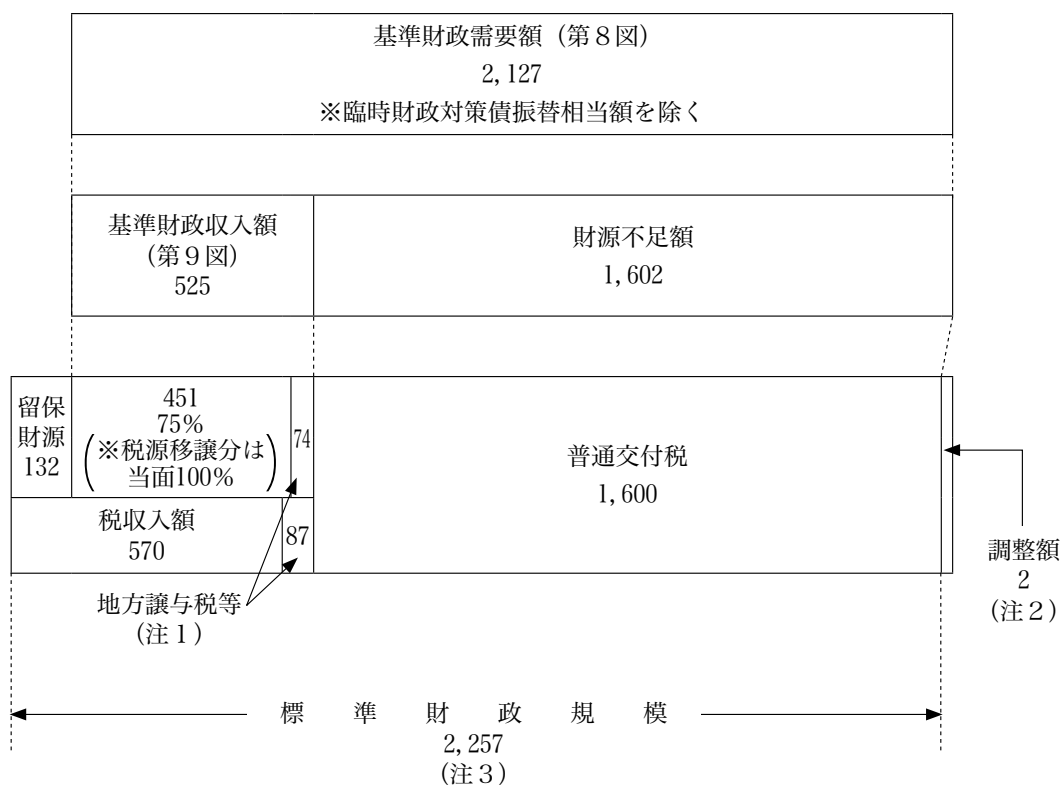 基準財政需要額（第８図）
2,127
※臨時財政対策債振替相当額を除く
基準財政収入額
（第９図）
525
財源不足額
1,602
留保
財源
132
451
75%
（※税源移譲分は
当面100%）
74
普通交付税
1,600
税収入額
570
87
地方譲与税等
（注１）
調整額
2
（注２）
標準財政規模
2,257
（注３）